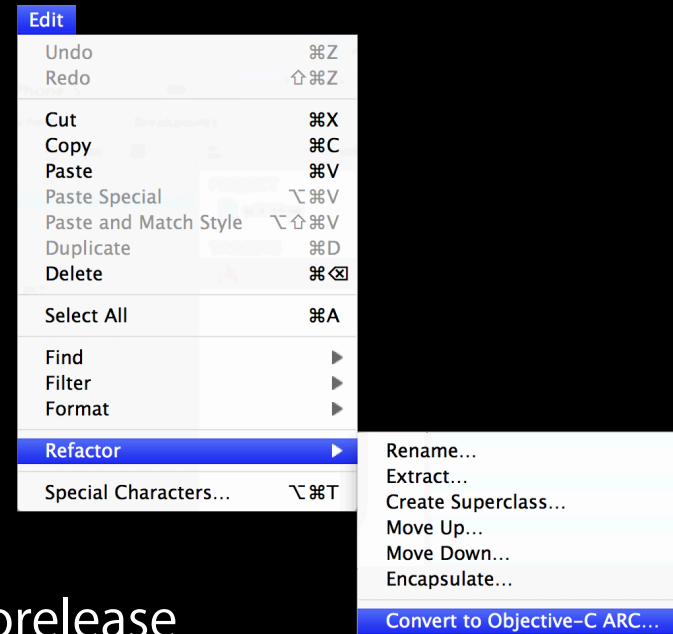 Edit
Undo ⌘Z
Redo ⇧⌘Z
Cut ⌘X
Copy ⌘C
Paste ⌘V
Paste Special ⌥⌘V
Paste and Match Style ⌥⇧⌘V
Duplicate ⌘D
Delete ⌘⌫
Select All ⌘A
Find ▶
Filter ▶
Format ▶
Refactor ▶
Special Characters... ⌥⌘T
Rename...
Extract...
Create Superclass...
Move Up...
Move Down...
Encapsulate...
Convert to Objective-C ARC...
orelease